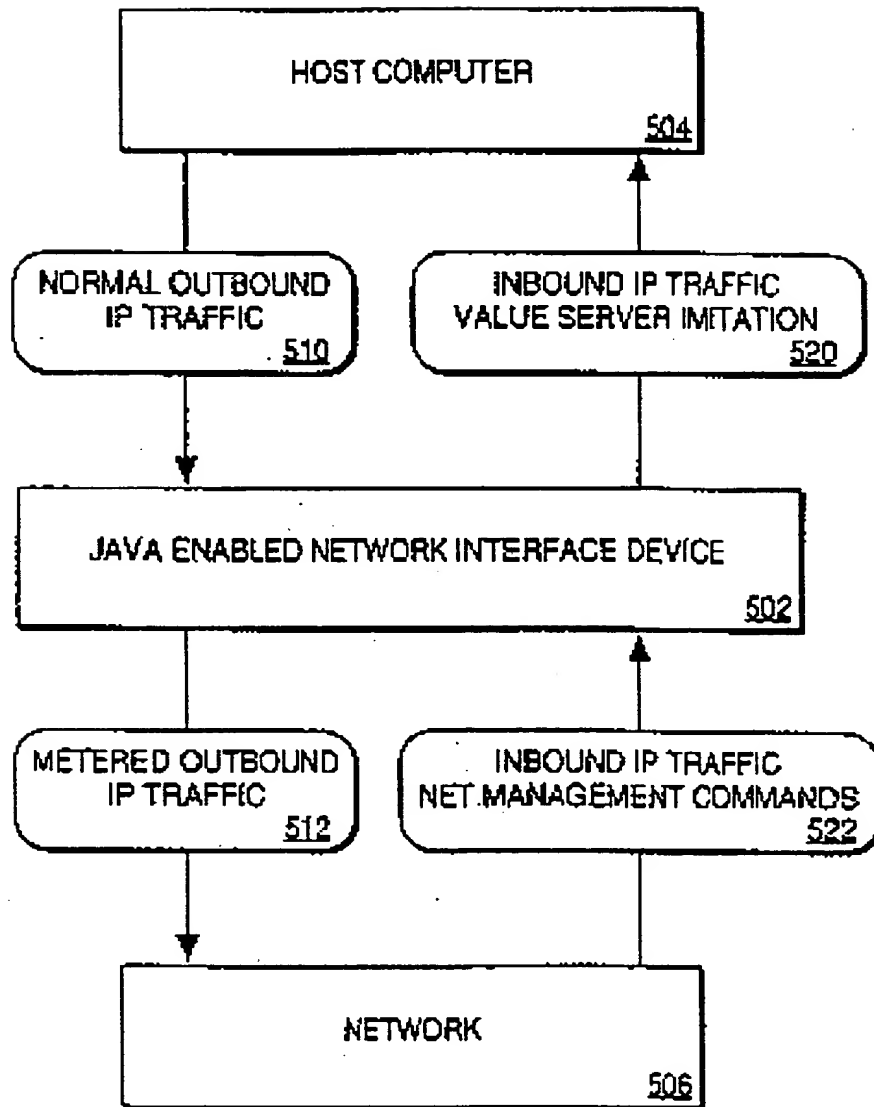 HOST COMPUTER
504
NORMAL OUTBOUND
IP TRAFFIC
510
INBOUND IP TRAFFIC
VALUE SERVER IMITATION
520
JAVA ENABLED NETWORK INTERFACE DEVICE
502
METERED OUTBOUND
IP TRAFFIC
512
INBOUND IP TRAFFIC
NET.MANAGEMENT COMMANDS
522
NETWORK
506